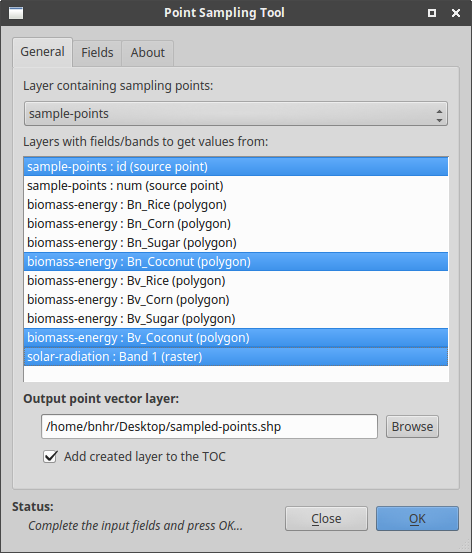 Point Sampling Tool
General Fields About
Layer containing sampling points:
sample-points
Layers with fields/bands to get values from:
sample-points : id (source point)
sample-points : num (source point)
biomass-energy : Bn_Rice (polygon)
biomass-energy : Bn_Corn (polygon)
biomass-energy : Bn_Sugar (polygon)
biomass-energy : Bn_Coconut (polygon)
biomass-energy : Bv_Rice (polygon)
biomass-energy : Bv_Corn (polygon)
biomass-energy : Bv_Sugar (polygon)
biomass-energy : Bv_Coconut (polygon)
solar-radiation : Band 1 (raster)
Output point vector layer:
/home/bnhr/Desktop/sampled-points.shp Browse
Add created layer to the TOC
Status:
Complete the input fields and press OK...
Close OK